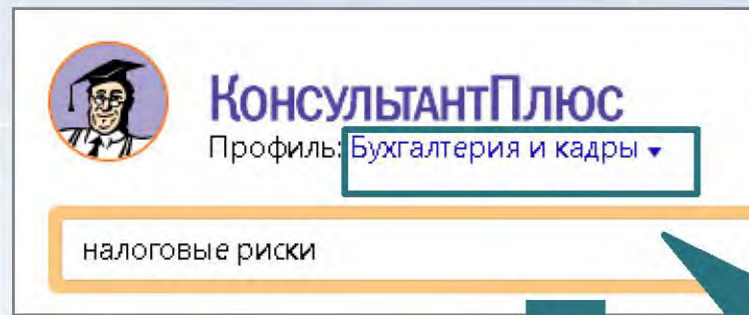 КонсультантПлюс
Профиль: Бухгалтерия и кадры
налоговые риски